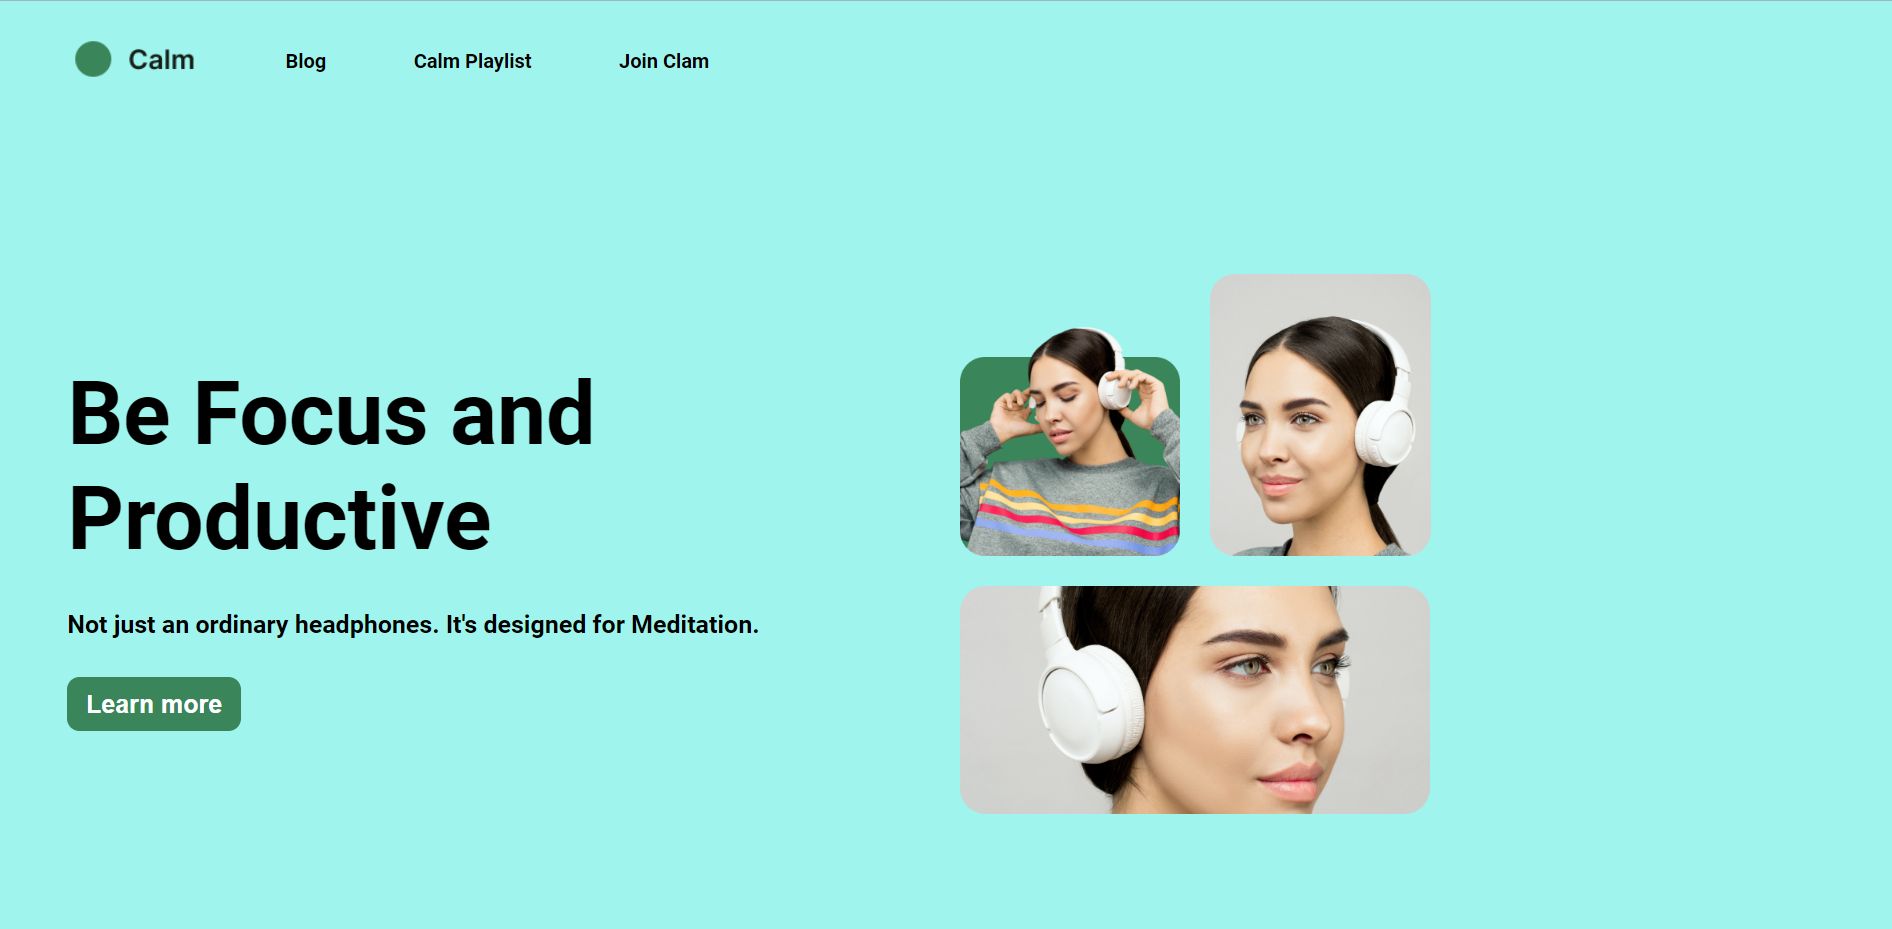 Calm Blog Calm Playlist Join Clam
Be Focus and
Productive
Not just an ordinary headphones. It's designed for Meditation.
Learn more